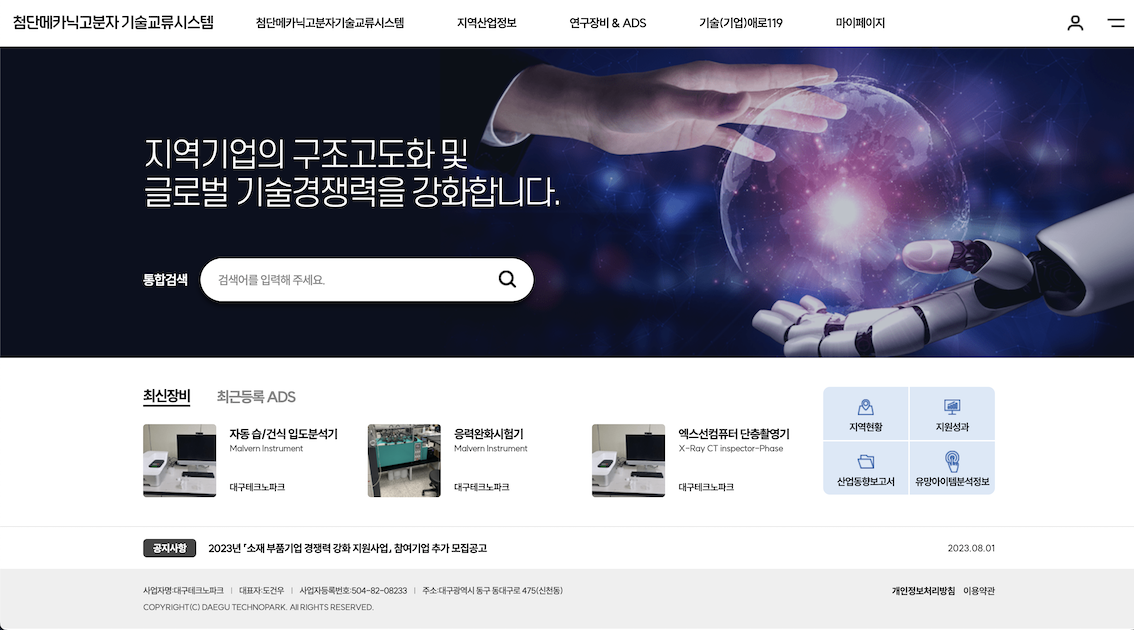 첨단메카닉고분자 기술교류시스템
첨단메카닉고분자기술교류시스템
지역산업정보
연구장비 & ADS
기술(기업)애로119
마이페이지
지역기업의 구조고도화 및
글로벌 기술경쟁력을 강화합니다.
통합검색
검색어를 입력해 주세요.
최신장비
최근등록 ADS
자동 습/건식 입도분석기
Malvern Instrument
대구테크노파크
응력완화시험기
Malvern Instrument
대구테크노파크
엑스선컴퓨터 단층촬영기
X-Ray CT inspector-Phase
대구테크노파크
지역현황
지원성과
산업동향보고서
유망아이템분석정보
공지사항
2023년 「소재 부품기업 경쟁력 강화 지원사업」 참여기업 추가 모집공고
2023.08.01
사업자명:대구테크노파크 | 대표자:도건우 | 사업자등록번호:504-82-08233 | 주소:대구광역시 동구 동대구로 475(신천동)
개인정보처리방침 이용약관
COPYRIGHT(C) DAEGU TECHNOPARK. All RIGHTS RESERVED.